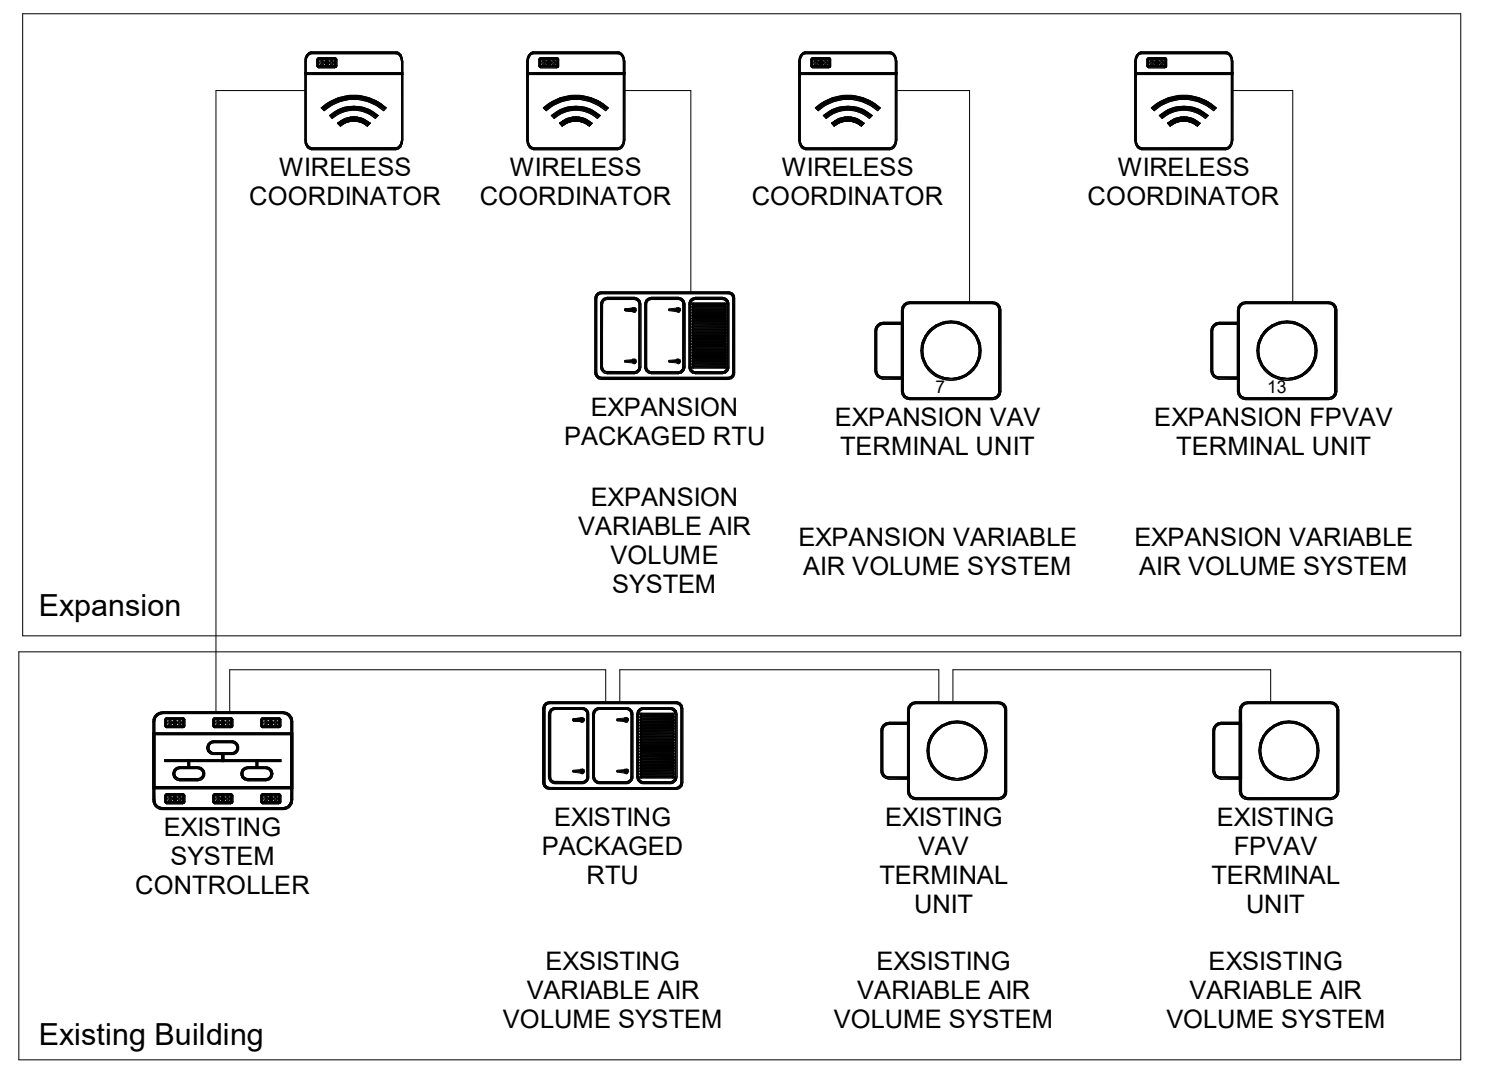 WIRELESS
COORDINATOR
WIRELESS
COORDINATOR
WIRELESS
COORDINATOR
WIRELESS
COORDINATOR
EXPANSION
PACKAGED RTU
7
EXPANSION VAV
TERMINAL UNIT
13
EXPANSION FPVAV
TERMINAL UNIT
EXPANSION
VARIABLE AIR
VOLUME
SYSTEM
EXPANSION VARIABLE
AIR VOLUME SYSTEM
EXPANSION VARIABLE
AIR VOLUME SYSTEM
Expansion
EXISTING
SYSTEM
CONTROLLER
EXISTING
PACKAGED
RTU
EXISTING
VAV
TERMINAL
UNIT
EXISTING
FPVAV
TERMINAL
UNIT
EXSISTING
VARIABLE AIR
VOLUME SYSTEM
EXSISTING
VARIABLE AIR
VOLUME SYSTEM
EXSISTING
VARIABLE AIR
VOLUME SYSTEM
Existing Building